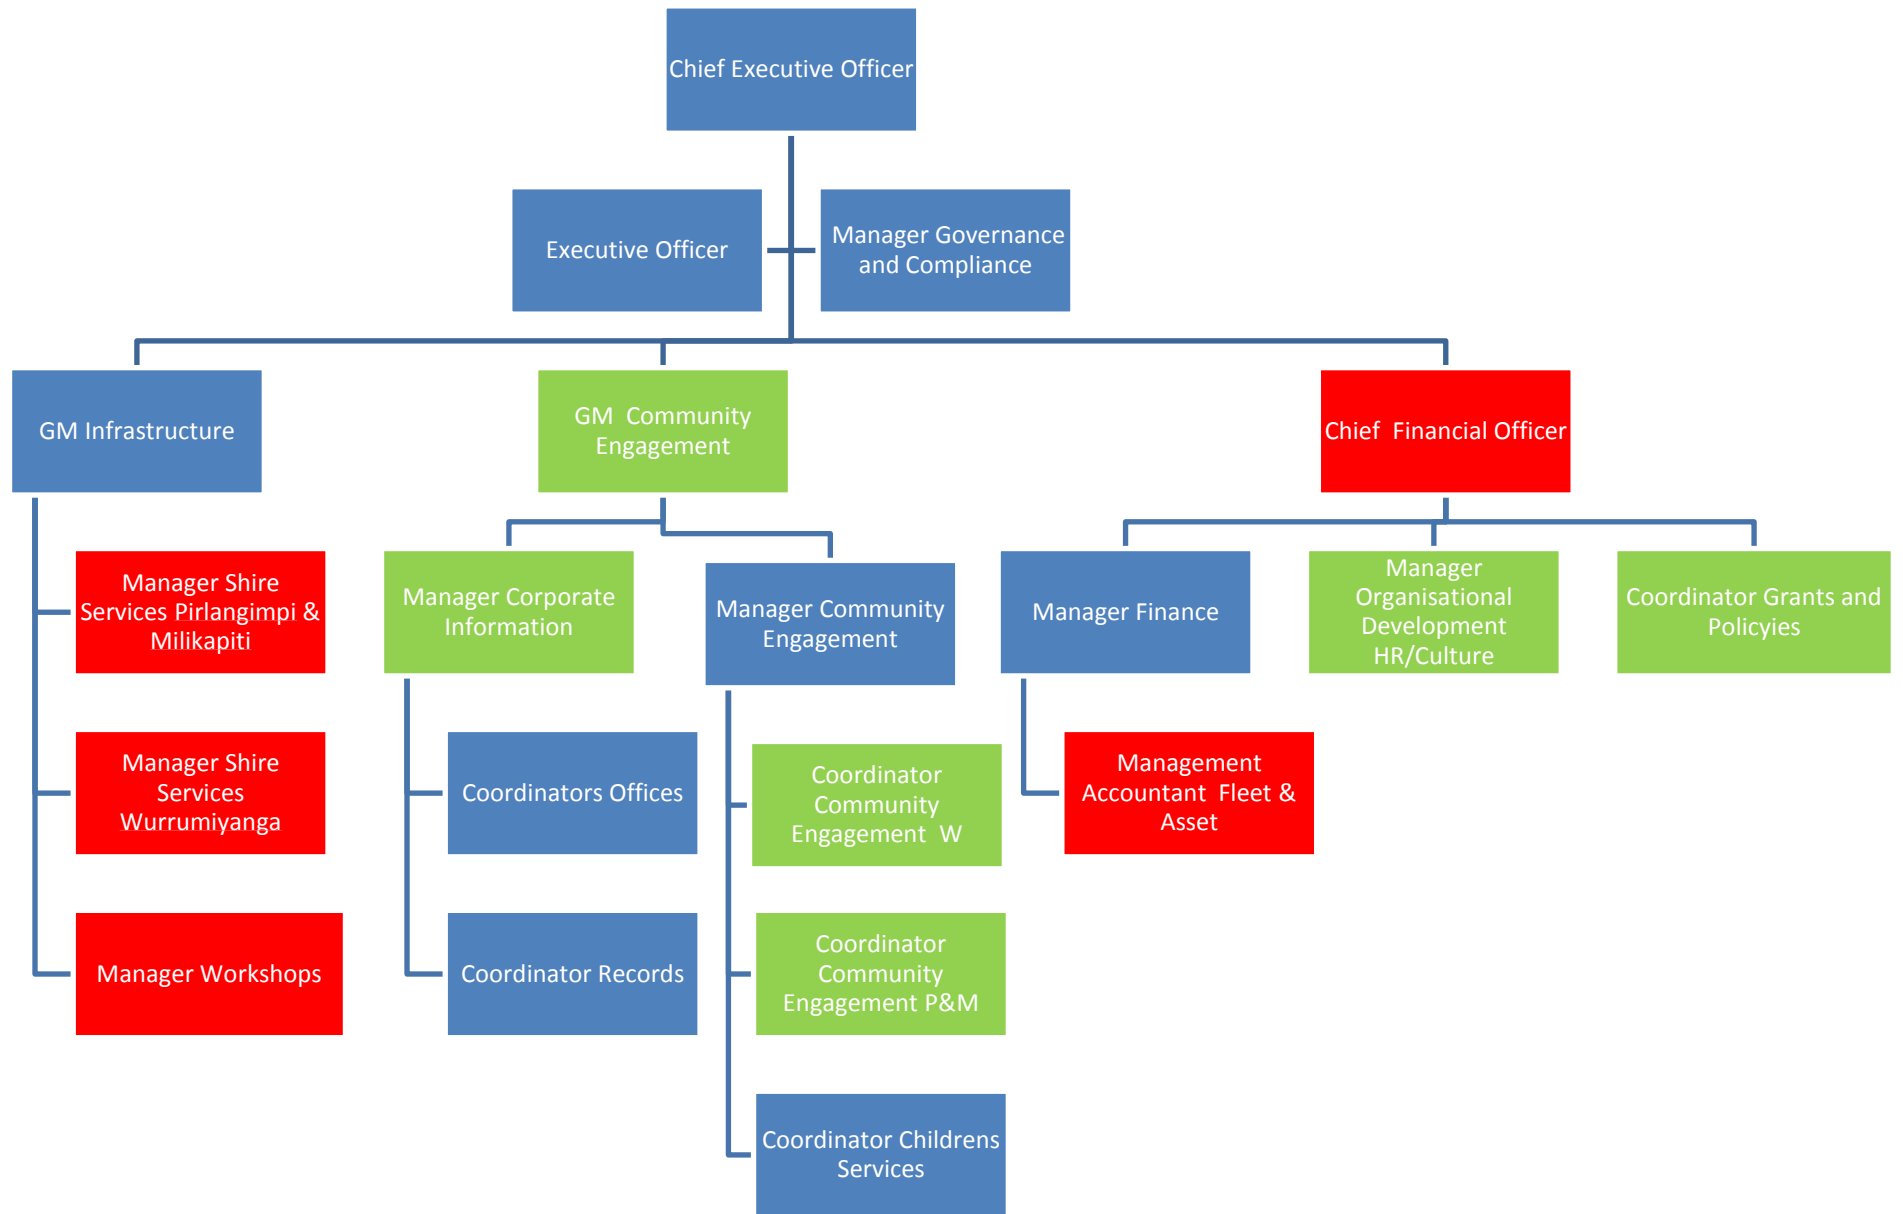 Chief Executive Officer
Executive Officer
Manager Governance
and Compliance
GM Infrastructure
GM  Community
Engagement
Chief  Financial Officer
Manager Shire
Services Pirlangimpi &
Milikapiti
Manager Corporate
Information
Manager Community
Engagement
Manager Finance
Manager
Organisational
Development
HR/Culture
Coordinator Grants and
Policyies
Manager Shire
Services
Wurrumiyanga
Coordinators Offices
Coordinator
Community
Engagement  W
Management
Accountant  Fleet &
Asset
Manager Workshops
Coordinator Records
Coordinator
Community
Engagement P&M
Coordinator Childrens
Services